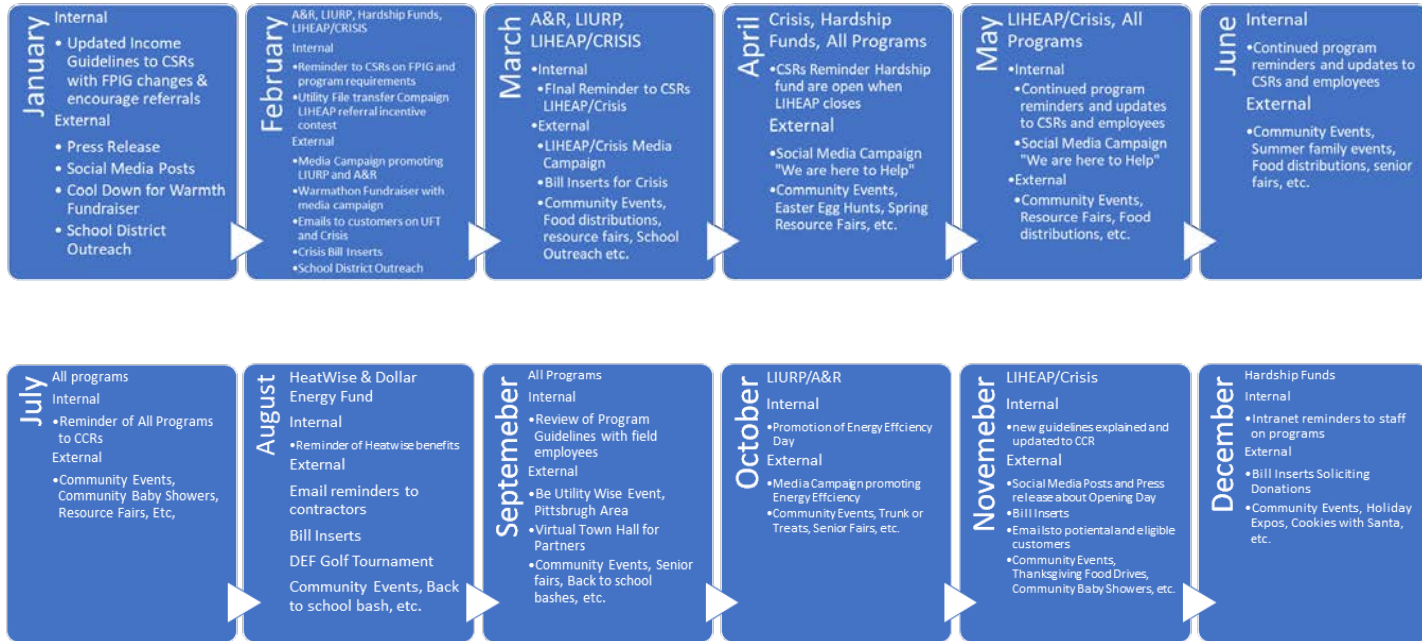 January
Internal
•Updated Income
Guidelines to CSRs
with FPIG changes &
encourage referrals
External
•Press Release
•Social Media Posts
•Cool Down for Warmth
Fundraiser
•School District
Outreach
February
A&R, LIURP, Hardship Funds,
LIHEAP/CRISIS
Internal
•Reminder to CSRs on FPIG and
program requirements
•Utility File transfer Compaign
LIHEAP referral incentive
contest
External
•Media Campaign promoting
LIURP and A&R
•Warmathon Fundraiser with
media campaign
•Emails to customers on UFT
and Crisis
•Crisis Bill Inserts
•School District Outreach
March
A&R, LIURP,
LIHEAP/CRISIS
•Internal
•FInal Reminder to CSRs
LIHEAP/Crisis
•External
•LIHEAP/Crisis Media
Campaign
•Bill Inserts for Crisis
•Community Events,
Food distributions,
resource fairs, School
Outreach etc.
April
Crisis, Hardship
Funds, All Programs
•CSRs Reminder Hardship
fund are open when
LIHEAP closes
External
•Social Media Campaign
"We are here to Help"
•Community Events,
Easter Egg Hunts, Spring
Resource Fairs, etc.
May
LIHEAP/Crisis, All
Programs
•Internal
•Continued program
reminders and updates
to CSRs and employees
•Social Media Campaign
"We are here to Help"
•External
•Community Events,
Resource Fairs, Food
distributions, etc.
June
Internal
•Continued program
reminders and updates to
CSRs and employees
External
•Community Events,
Summer family events,
Food distributions, senior
fairs, etc.
July
All programs
Internal
•Reminder of All Programs
to CCRs
External
•Community Events,
Community Baby Showers,
Resource Fairs, Etc,
August
HeatWise & Dollar
Energy Fund
Internal
•Reminder of Heatwise benefits
External
Email reminders to
contractors
Bill Inserts
DEF Golf Tournament
Community Events, Back
to school bash, etc.
Septemeber
All Programs
Internal
•Review of Program
Guidelines with field
employees
External
•Be Utility Wise Event,
Pittsbrugh Area
•Virtual Town Hall for
Partners
•Community Events, Senior
fairs, Back to school
bashes, etc.
October
LIURP/A&R
Internal
•Promotion of Energy Effciency
Day
External
•Media Campaign promoting
Energy Effciency
•Community Events, Trunk or
Treats, Senior Fairs, etc.
Novemeber
LIHEAP/Crisis
Internal
•new guidelines explained and
updated to CCR
External
•Social Media Posts and Press
release about Opening Day
•Bill Inserts
•Emails to potiental and eligible
customers
•Community Events,
Thanksgiving Food Drives,
Community Baby Showers, etc.
December
Hardship Funds
Internal
•Intranet reminders to staff
on programs
External
•Bill Inserts Soliciting
Donations
•Community Events, Holiday
Expos, Cookies with Santa,
etc.